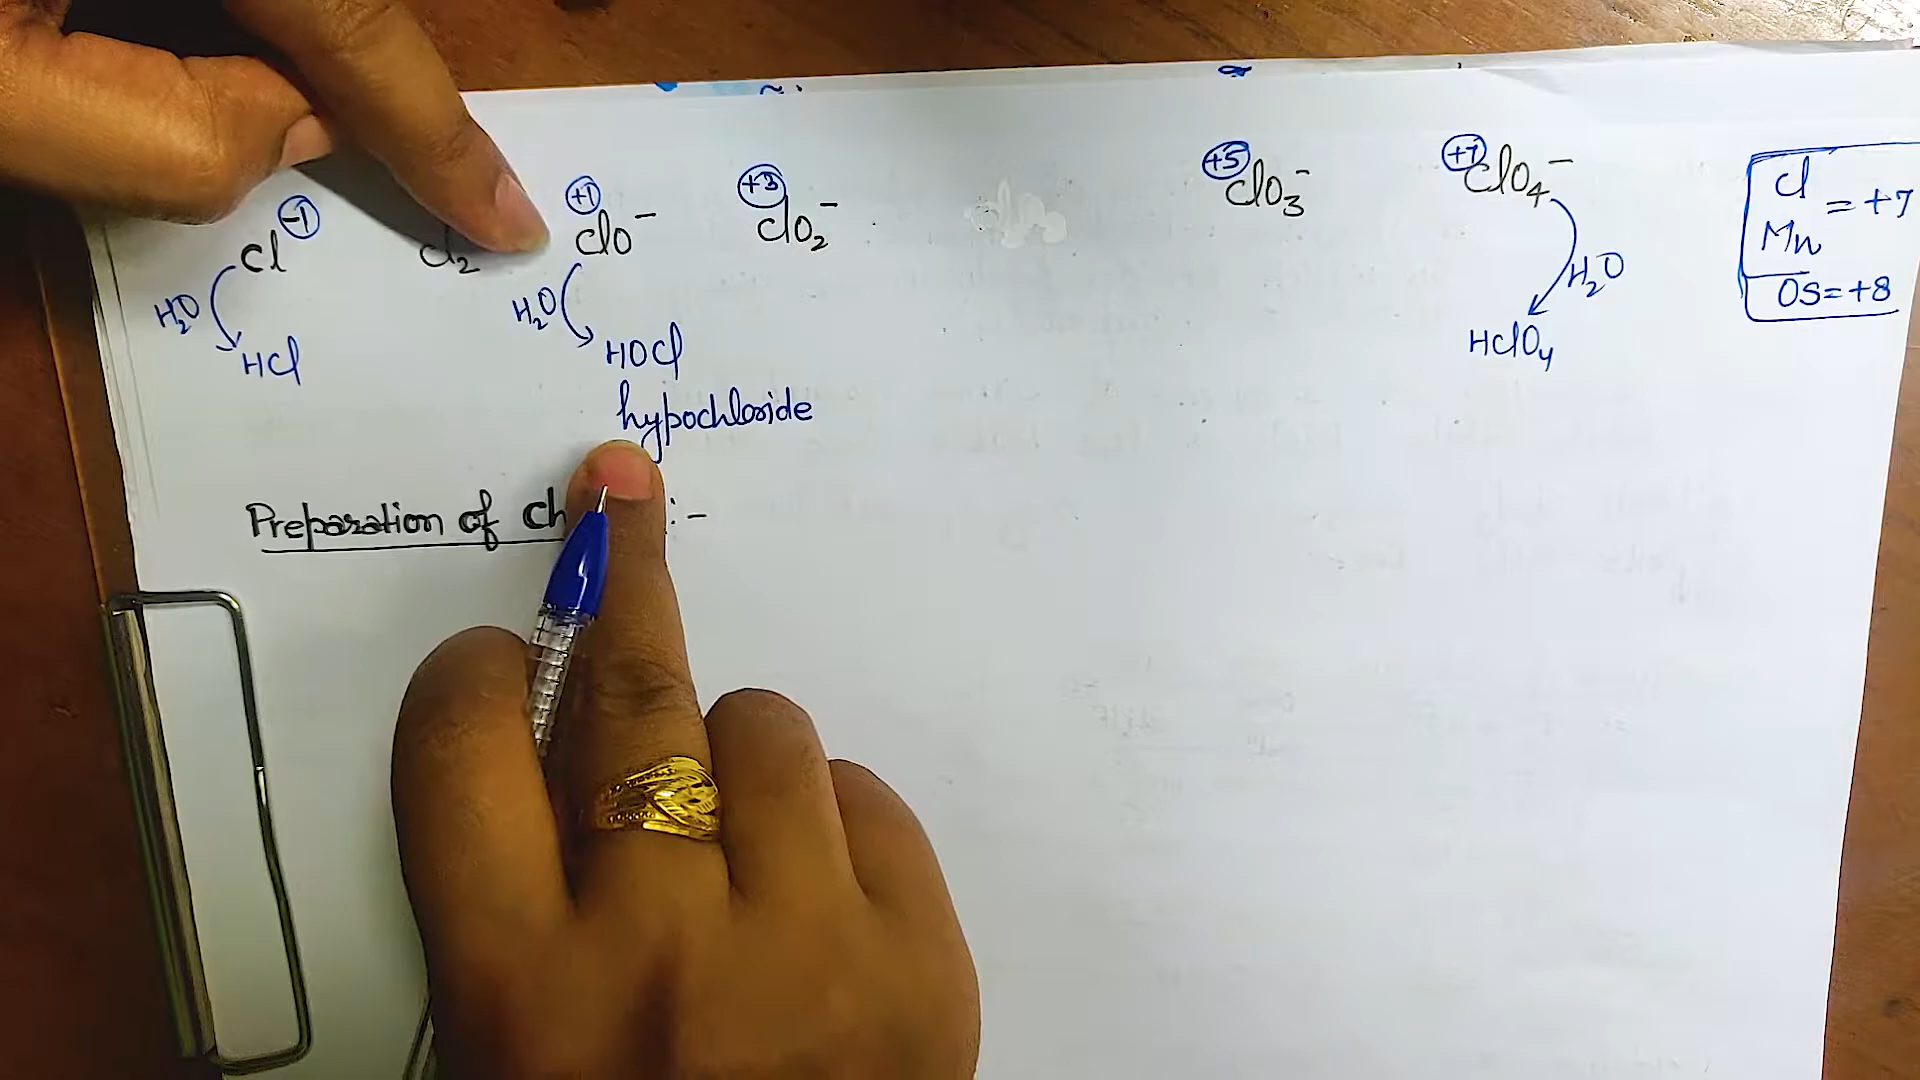 Cl⁻¹ Cl₂ +1 ClO⁻ +3 ClO₂⁻ +5 ClO₃⁻ +7 ClO₄⁻
H₂O H₂O H₂O
HCl HOCl HClO₄
hypochloride
Cl
Mn = +7
OS=+8
Preparation of :-